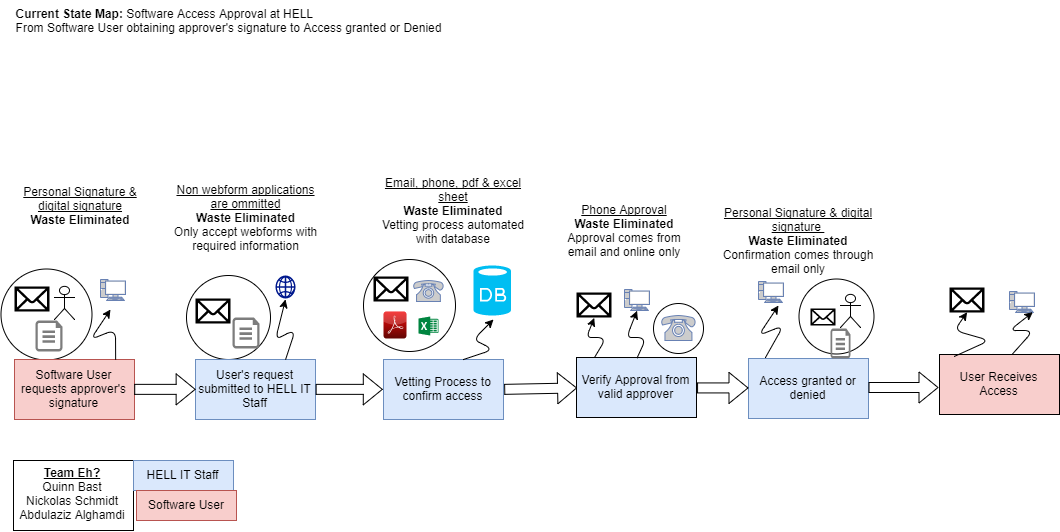 Current State Map: Software Access Approval at HELL
From Software User obtaining approver's signature to Access granted or Denied
Personal Signature &
digital signature
Waste Eliminated
Non webform applications
are ommitted
Waste Eliminated
Only accept webforms with
required information
Email, phone, pdf & excel
sheet
Waste Eliminated
Vetting process automated
with database
Phone Approval
Waste Eliminated
Approval comes from
email and online only
Personal Signature & digital
signature
Waste Eliminated
Confirmation comes through
email only
DB
Software User
requests approver's
signature
User's request
submitted to HELL IT
Staff
Vetting Process to
confirm access
Verify Approval from
valid approver
Access granted or
denied
User Receives
Access
Team Eh?
Quinn Bast
Nickolas Schmidt
Abdulaziz Alghamdi
HELL IT Staff
Software User